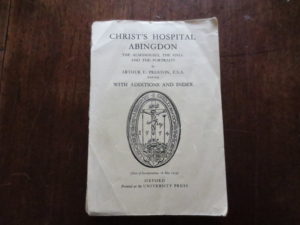 CHRIST'S HOSPITAL
ABINGDON
THE ALMSHOUSES, THE HALL
AND THE PORTRAITS
ARTHUR E. PRESTON, F.S.A.
WITH ADDITIONS AND INDEX
OXFORD
Printed at the UNIVERSITY PRESS